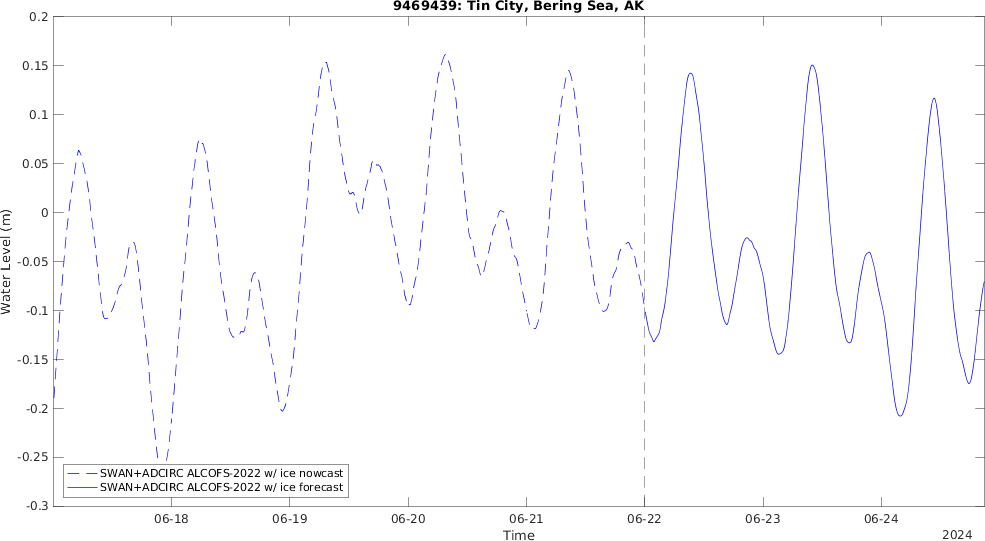 9469439: Tin City, Bering Sea, AK
Water Level (m)
0.2
0.15
0.1
0.05
0
-0.05
-0.1
-0.15
-0.2
-0.25
-0.3
SWAN+ADCIRC ALCOFS-2022 w/ ice nowcast
SWAN+ADCIRC ALCOFS-2022 w/ ice forecast
06-18 06-19 06-20 06-21 06-22 06-23 06-24
Time
2024